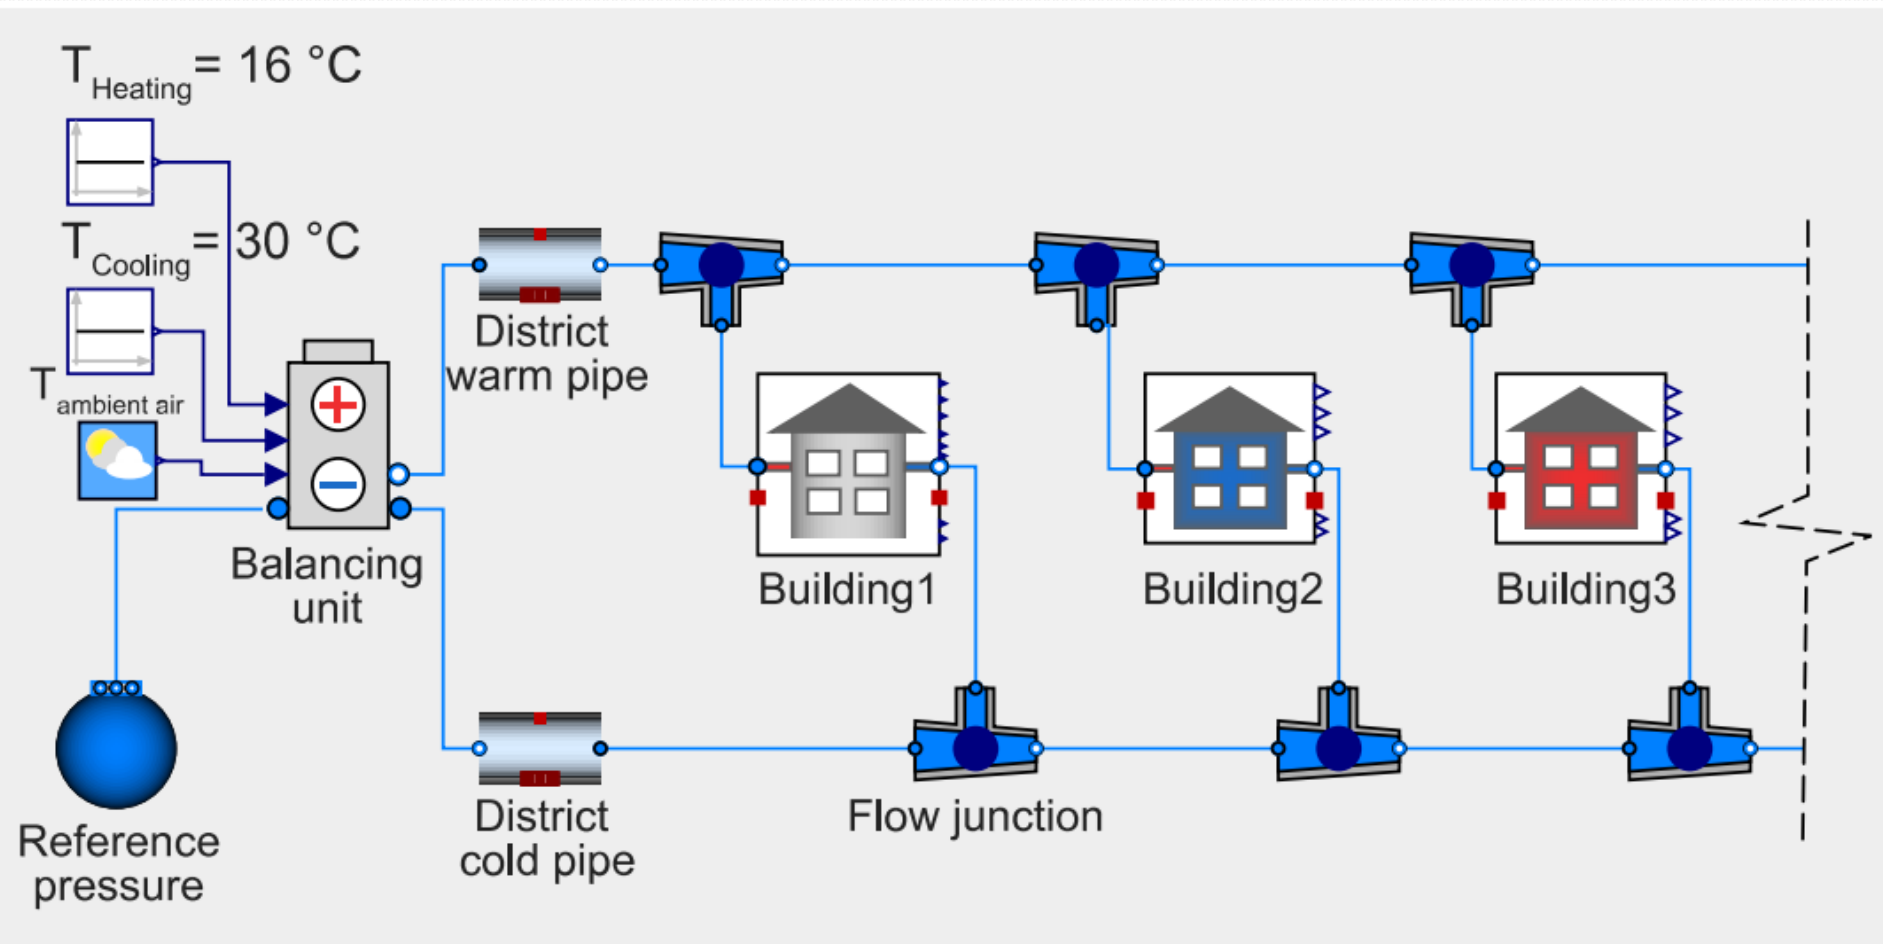 T Heating = 16 °C
T Cooling = 30 °C
T ambient air
District
warm pipe
Balancing
unit
Building1
Building2
Building3
Reference
pressure
District
cold pipe
Flow junction